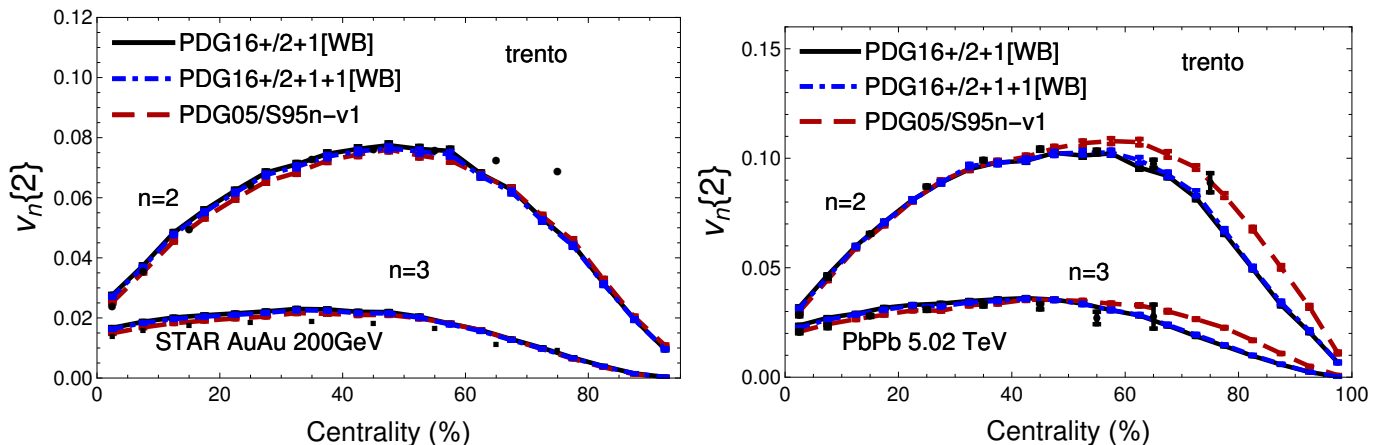 0.12
0.10
0.08
0.06
0.04
0.02
0.00
vn{2}
PDG16+/2+1[WB]
PDG16+/2+1+1[WB]
PDG05/S95n-v1
trento
n=2
n=3
STAR AuAu 200GeV
0 20 40 60 80
Centrality (%)
0.15
0.10
0.05
0.00
vn{2}
PDG16+/2+1[WB]
PDG16+/2+1+1[WB]
PDG05/S95n-v1
trento
n=2
n=3
PbPb 5.02 TeV
0 20 40 60 80 100
Centrality (%)